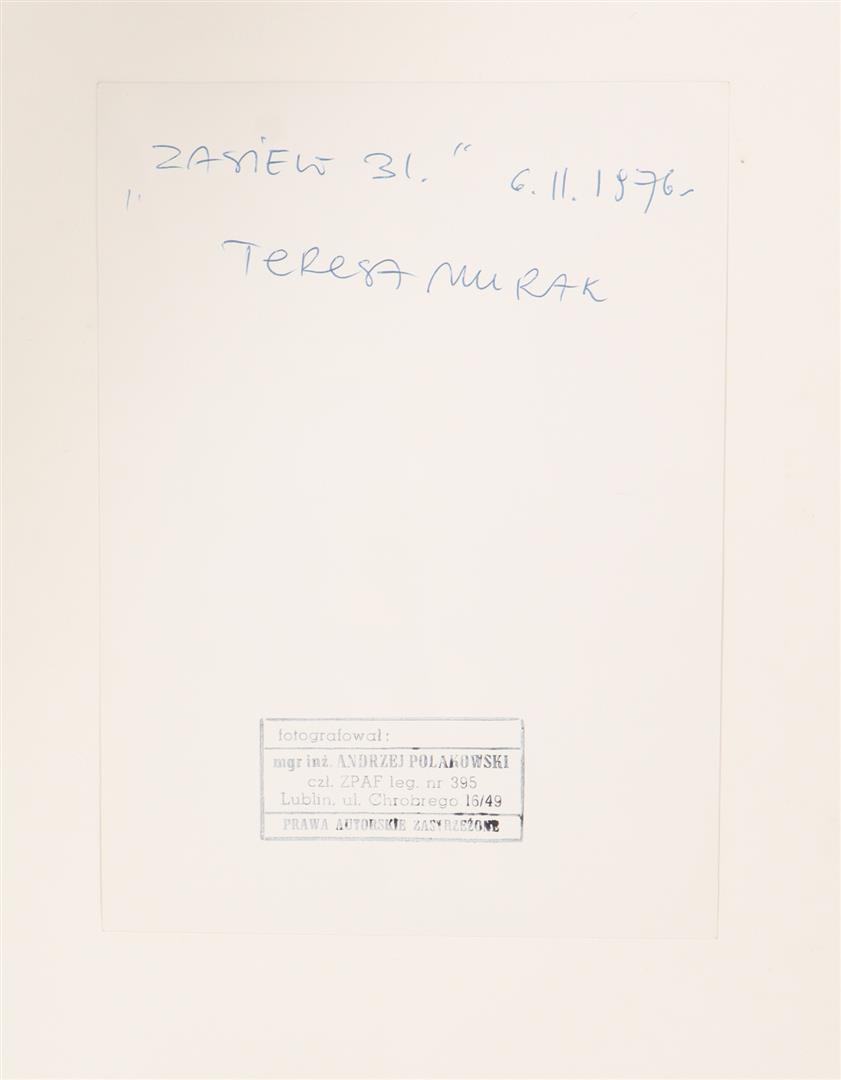 „ZASIEW 31." 6.II.1976
TERESA MURAK
fotografował:
mgr inż. ANDRZEJ POLAKOWSKI
czł. ZPAF leg. nr 395
Lublin, ul. Chrobrego 16/49
PRAWA AUTORSKIE ZASTRZEŻONE